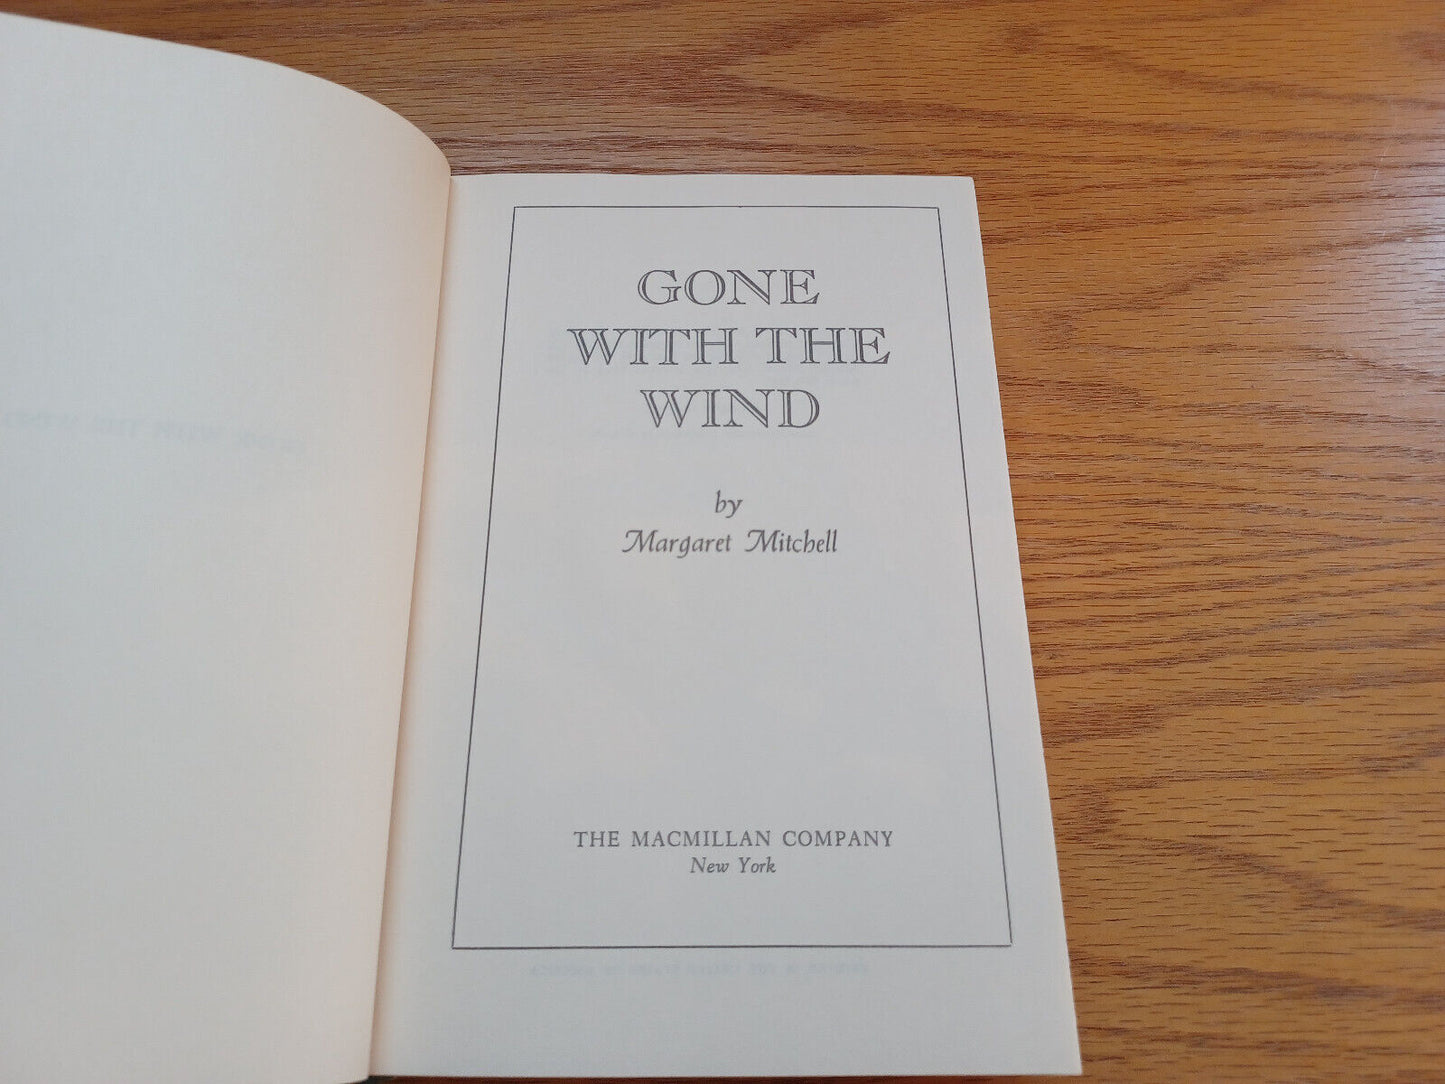 GONE
WITH THE
WIND
by
Margaret Mitchell
THE MACMILLAN COMPANY
New York